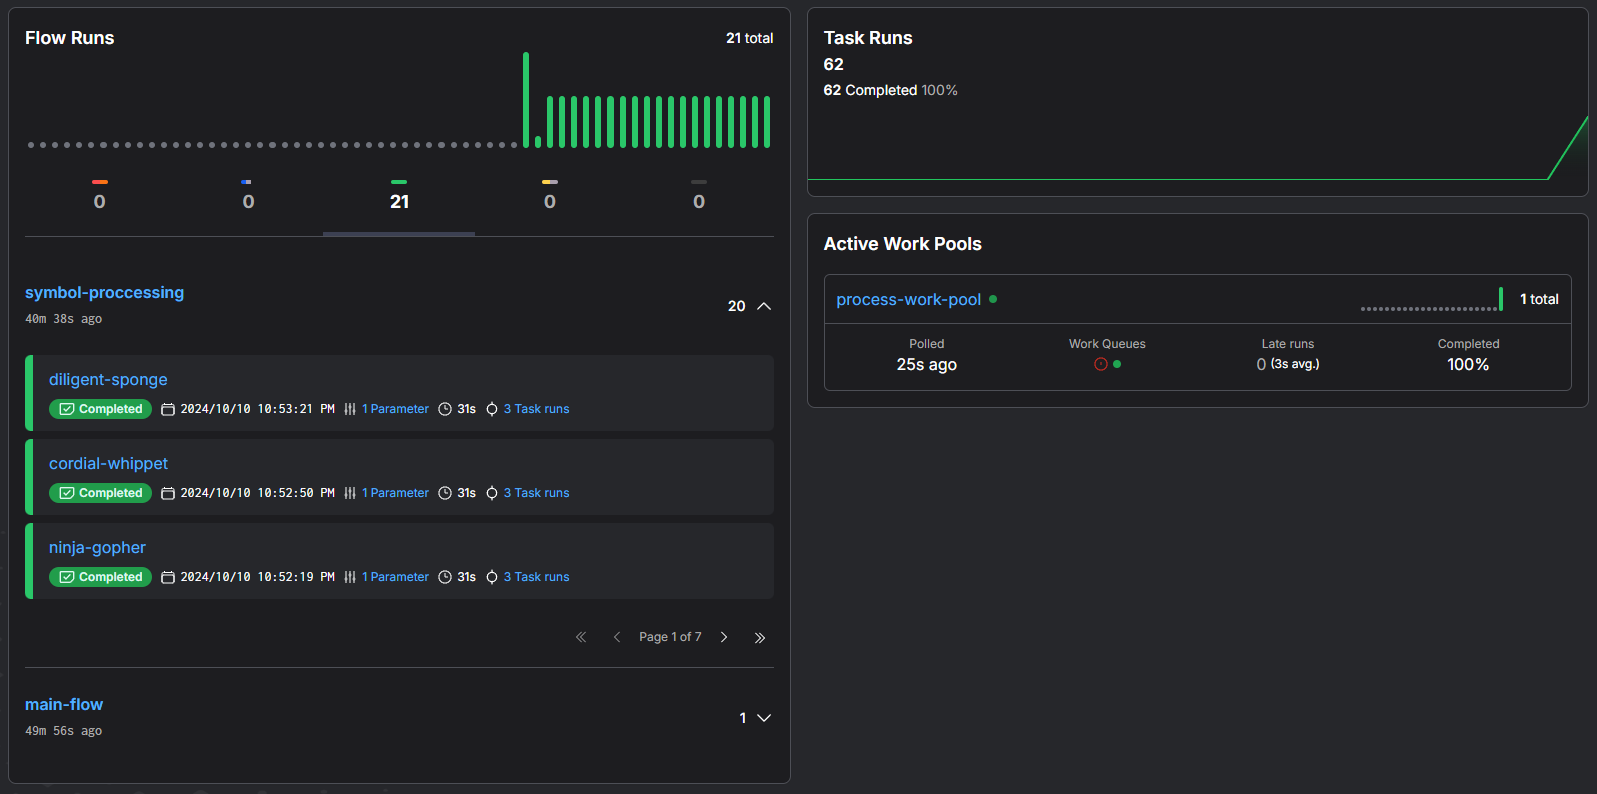 Flow Runs
21 total
0
0
21
0
0
symbol-proccessing
40m 38s ago
20
diligent-sponge
Completed 2024/10/10 10:53:21 PM 1 Parameter 31s 3 Task runs
cordial-whippet
Completed 2024/10/10 10:52:50 PM 1 Parameter 31s 3 Task runs
ninja-gopher
Completed 2024/10/10 10:52:19 PM 1 Parameter 31s 3 Task runs
Page 1 of 7
main-flow
49m 56s ago
1
Task Runs
62
62 Completed 100%
Active Work Pools
process-work-pool
1 total
Polled
25s ago
Work Queues
Late runs
0 (3s avg.)
Completed
100%